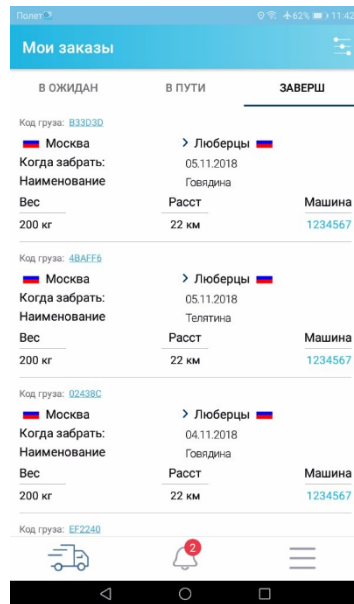 Полет 62% 11:42
Мои заказы
В ОЖИДАН В ПУТИ ЗАВЕРШ
Код груза: B33D3D
Москва > Люберцы
Когда забрать: 05.11.2018
Наименование Говядина
Вес Расст Машина
200 кг 22 км 1234567
Код груза: 4BAFF6
Москва > Люберцы
Когда забрать: 05.11.2018
Наименование Телятина
Вес Расст Машина
200 кг 22 км 1234567
Код груза: 02438C
Москва > Люберцы
Когда забрать: 04.11.2018
Наименование Говядина
Вес Расст Машина
200 кг 22 км 1234567
Код груза: EF2240
2